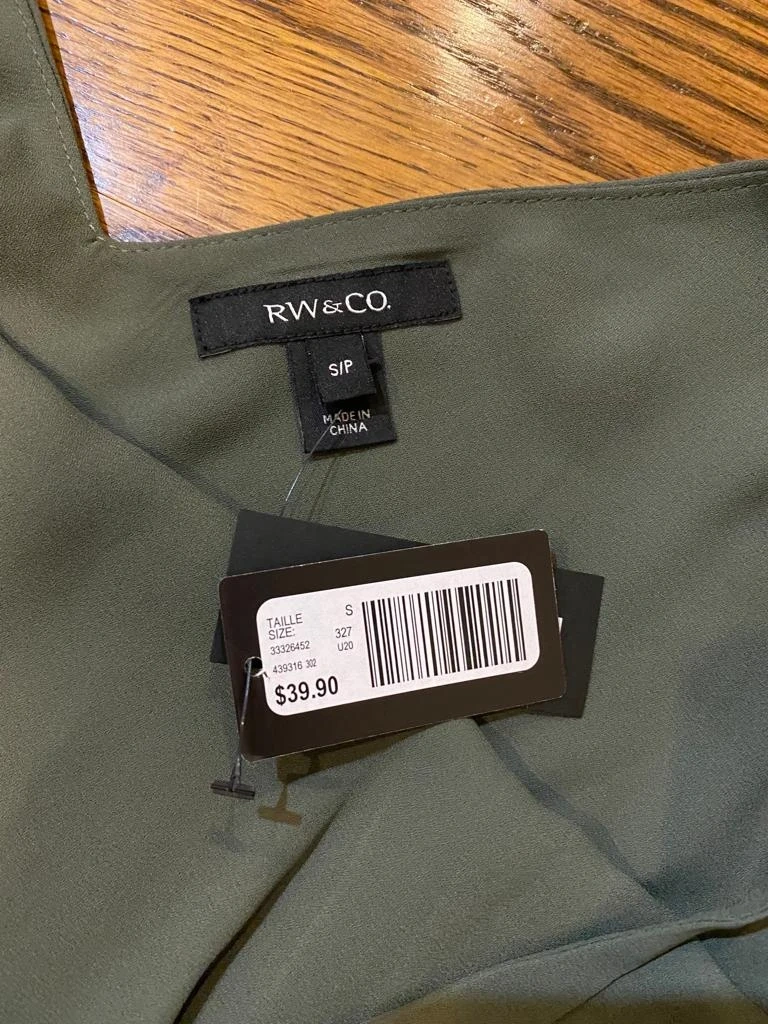 RW&CO.
S/P
MADE IN
CHINA
TAILLE S
SIZE: 327
33326452 U20
439316 302
$39.90